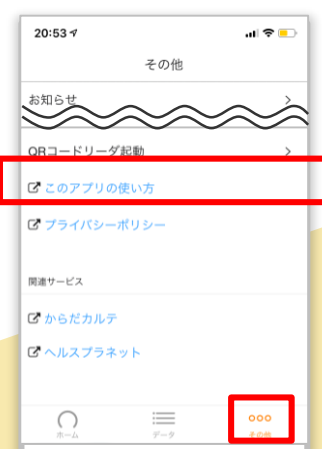 20:53
その他
お知らせ
QRコードリーダ起動
このアプリの使い方
プライバシーポリシー
関連サービス
からだカルテ
ヘルスプラネット
ホーム データ その他